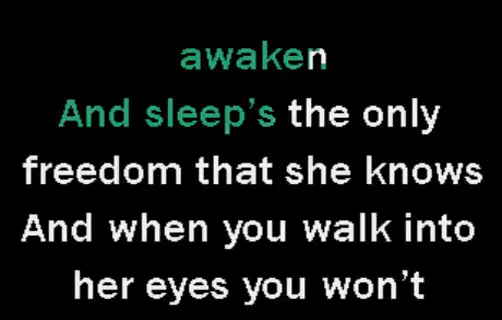 awaken
And sleep's the only
freedom that she knows
And when you walk into
her eyes you won't